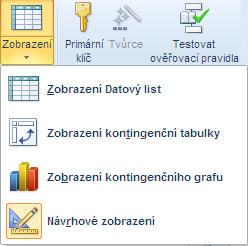 Zobrazení
Primární
klíč
Tvůrce
Testovat
ověřovací pravidla
Zobrazení Datový list
Zobrazení kontingenční tabulky
Zobrazení kontingenčního grafu
Návrhové zobrazení